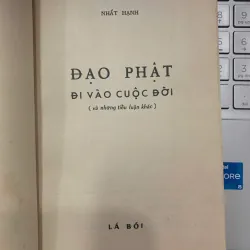 NHẤT HẠNH
ĐẠO PHẬT
ĐI VÀO CUỘC ĐỜI
( và những tiểu luận khác )
LÁ BỐI